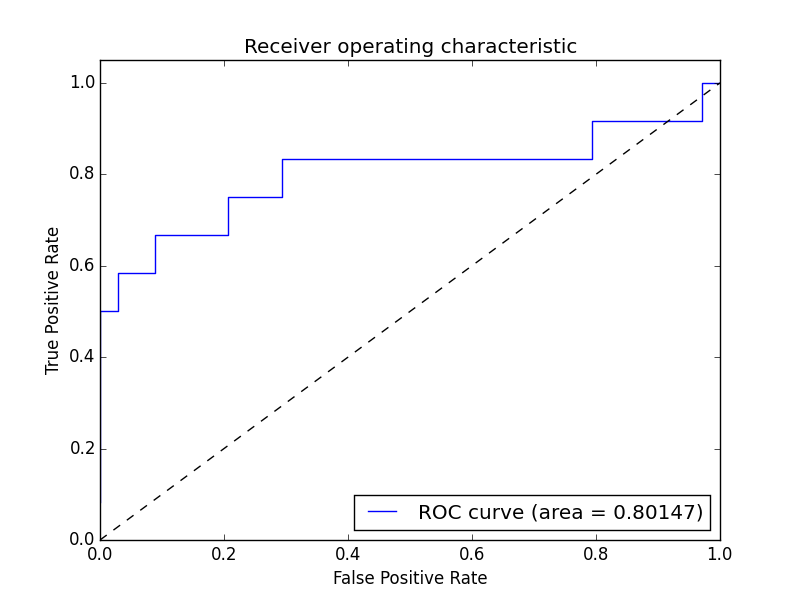 Receiver operating characteristic
1.0
0.8
0.6
0.4
0.2
0.0
True Positive Rate
ROC curve (area = 0.80147)
0.0 0.2 0.4 0.6 0.8 1.0
False Positive Rate